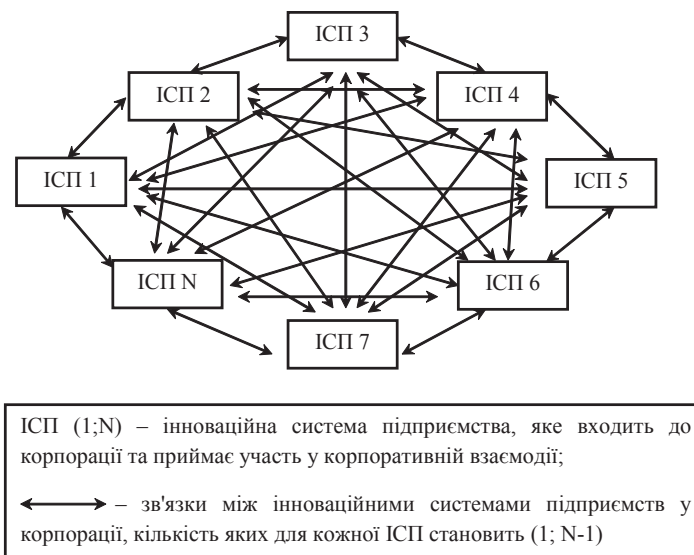 ІСП 3
ІСП 2
ІСП 4
ІСП 1
ІСП 5
ІСП N
ІСП 6
ІСП 7
ІСП (1;N) – інноваційна система підприємства, яке входить до
корпорації та приймає участь у корпоративній взаємодії;
– зв'язки між інноваційними системами підприємств у
корпорації, кількість яких для кожної ІСП становить (1; N-1)